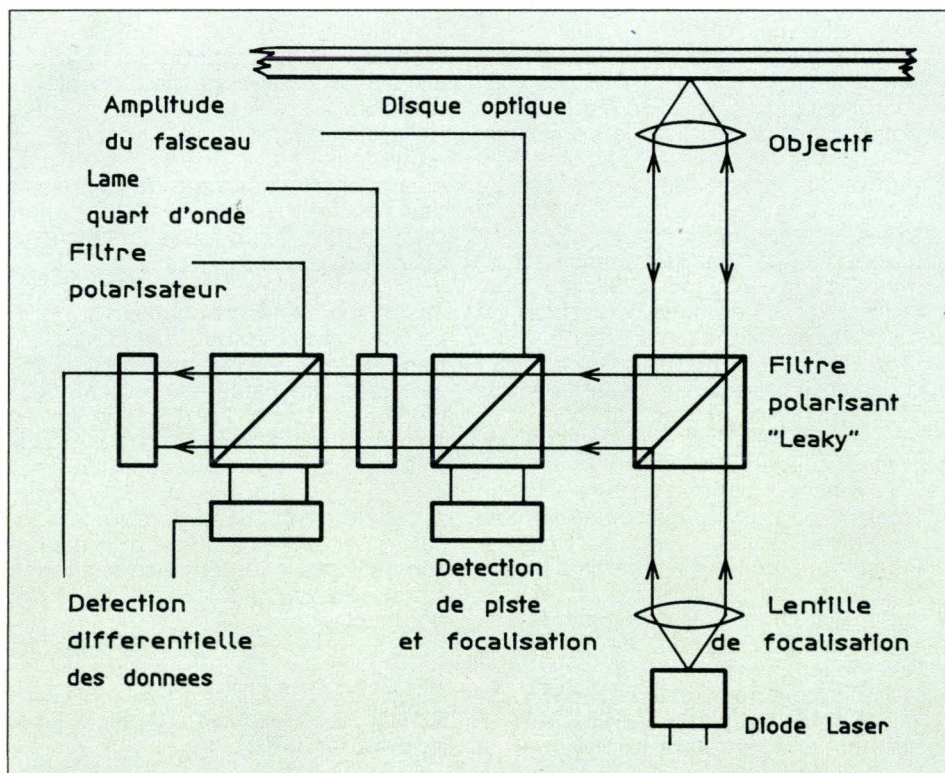 Amplitude
du faisceau
Disque optique
Objectif
Lame
quart d'onde
Filtre
polarisateur
Filtre
polarisant
"Leaky"
Detection
differentielle
des donnees
Detection
de piste
et focalisation
Lentille
de focalisation
Diode Laser